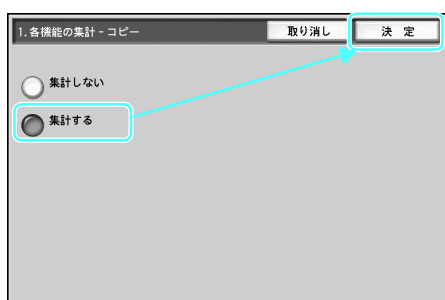 1.各機能の集計 - コピー
取り消し
決 定
集計しない
集計する